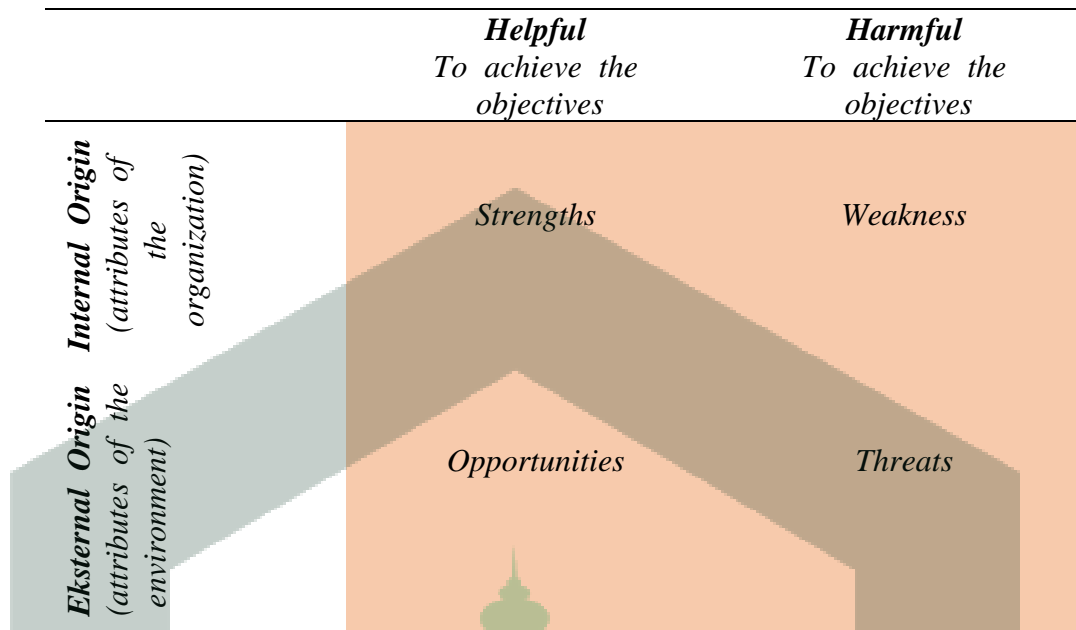 Helpful
To achieve the
objectives
Harmful
To achieve the
objectives
Internal Origin
(attributes of
the
organization)
Strengths
Weakness
Eksternal Origin
(attributes of the
environment)
Opportunities
Threats